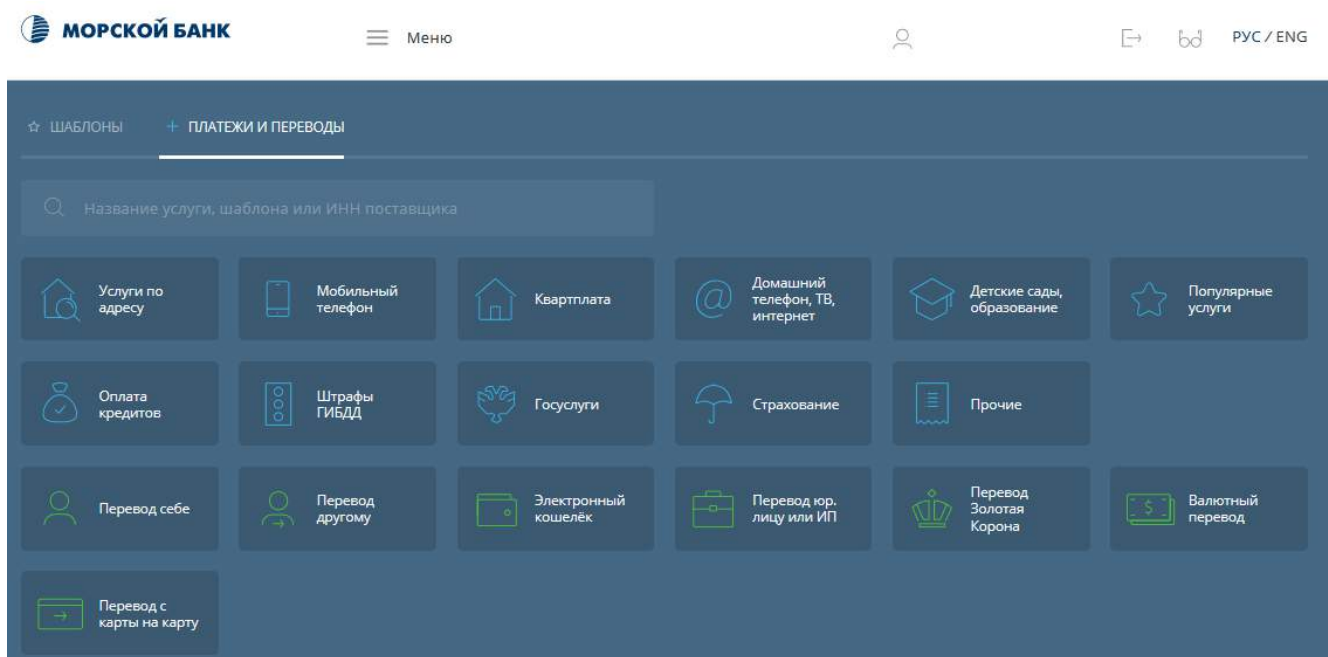 МОРСКОЙ БАНК
Меню
РУС / ENG
ШАБЛОНЫ
ПЛАТЕЖИ И ПЕРЕВОДЫ
Название услуги, шаблона или ИНН поставщика
Услуги по
адресу
Мобильный
телефон
Квартплата
Домашний
телефон, ТВ,
интернет
Детские сады,
образование
Популярные
услуги
Оплата
кредитов
Штрафы
ГИБДД
Госуслуги
Страхование
Прочие
Перевод себе
Перевод
другому
Электронный
кошелёк
Перевод юр.
лицу или ИП
Перевод
Золотая
Корона
Валютный
перевод
Перевод с
карты на карту